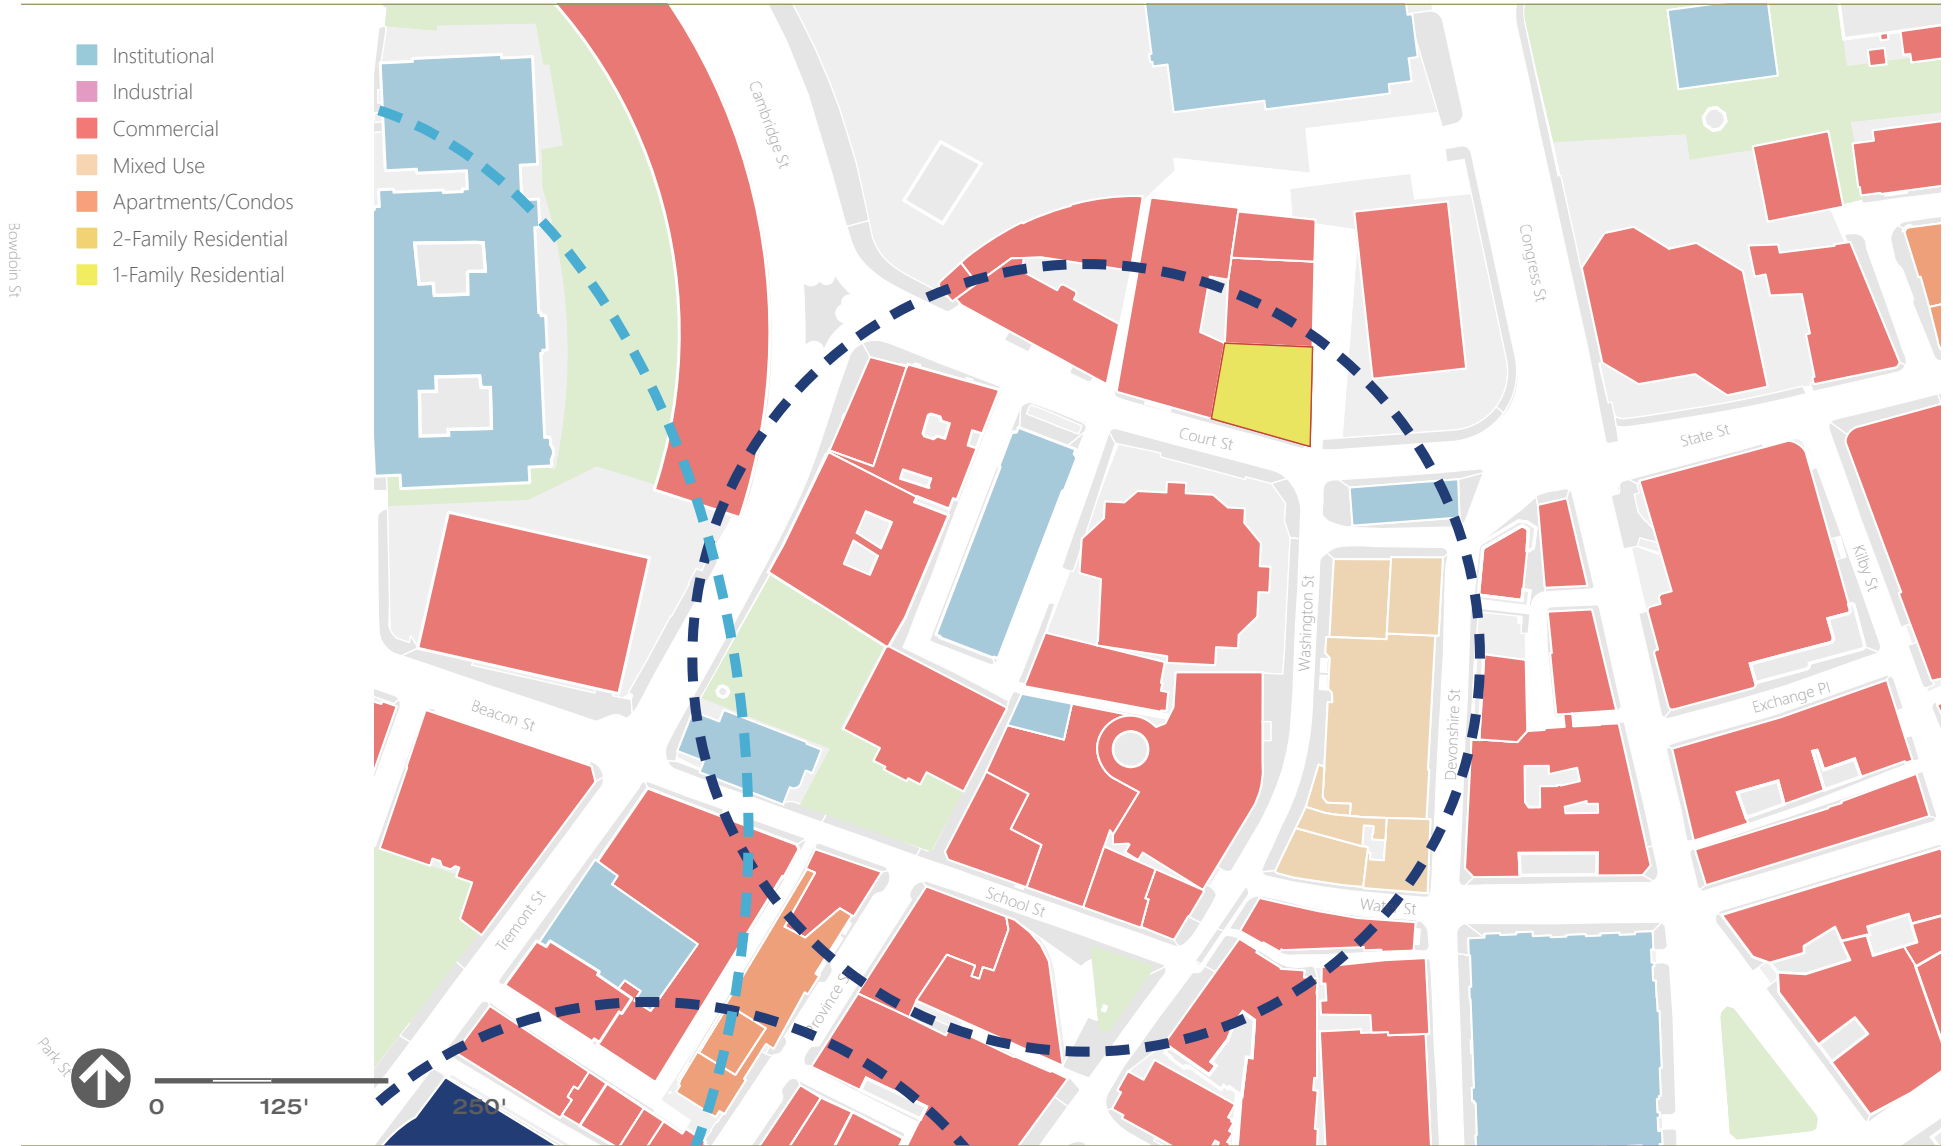 Institutional
Industrial
Commercial
Mixed Use
Apartments/Condos
2-Family Residential
1-Family Residential
Bowdoin St
Cambridge St
Congress St
Court St
State St
Kilby St
Washington St
Devonshire St
Exchange Pl
Beacon St
Tremont St
School St
Province S
Park St
0
125'
250'